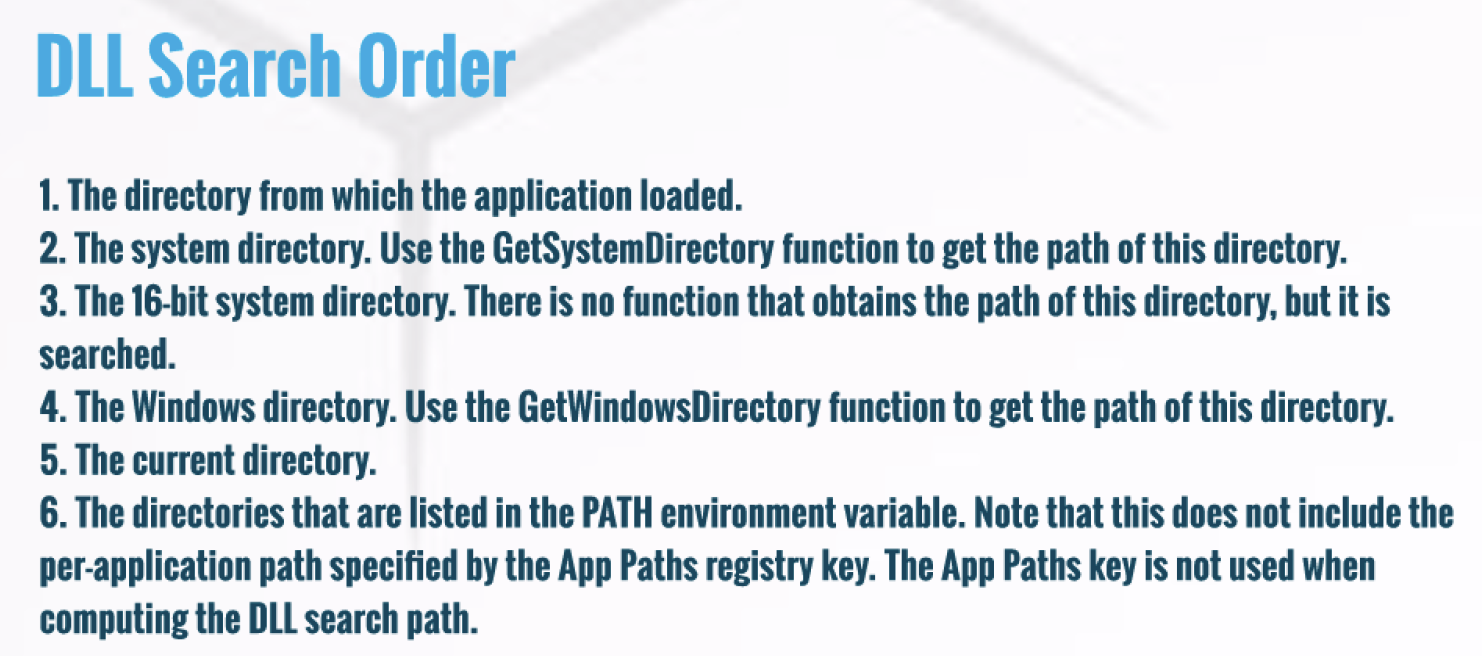 DLL Search Order
1. The directory from which the application loaded.
2. The system directory. Use the GetSystemDirectory function to get the path of this directory.
3. The 16-bit system directory. There is no function that obtains the path of this directory, but it is
searched.
4. The Windows directory. Use the GetWindowsDirectory function to get the path of this directory.
5. The current directory.
6. The directories that are listed in the PATH environment variable. Note that this does not include the
per-application path specified by the App Paths registry key. The App Paths key is not used when
computing the DLL search path.